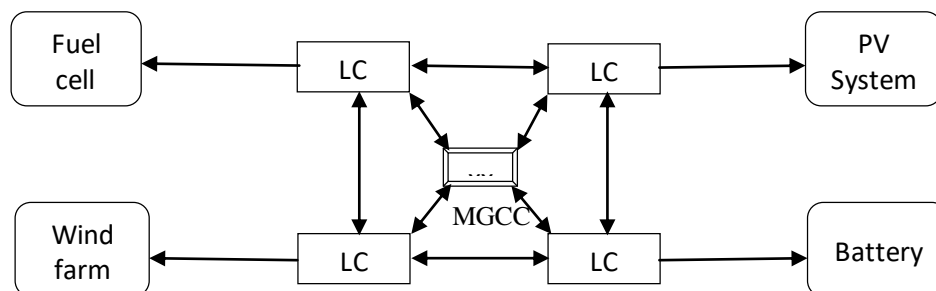 Fuel
cell
LC
LC
PV
System
MGCC
Wind
farm
LC
LC
Battery